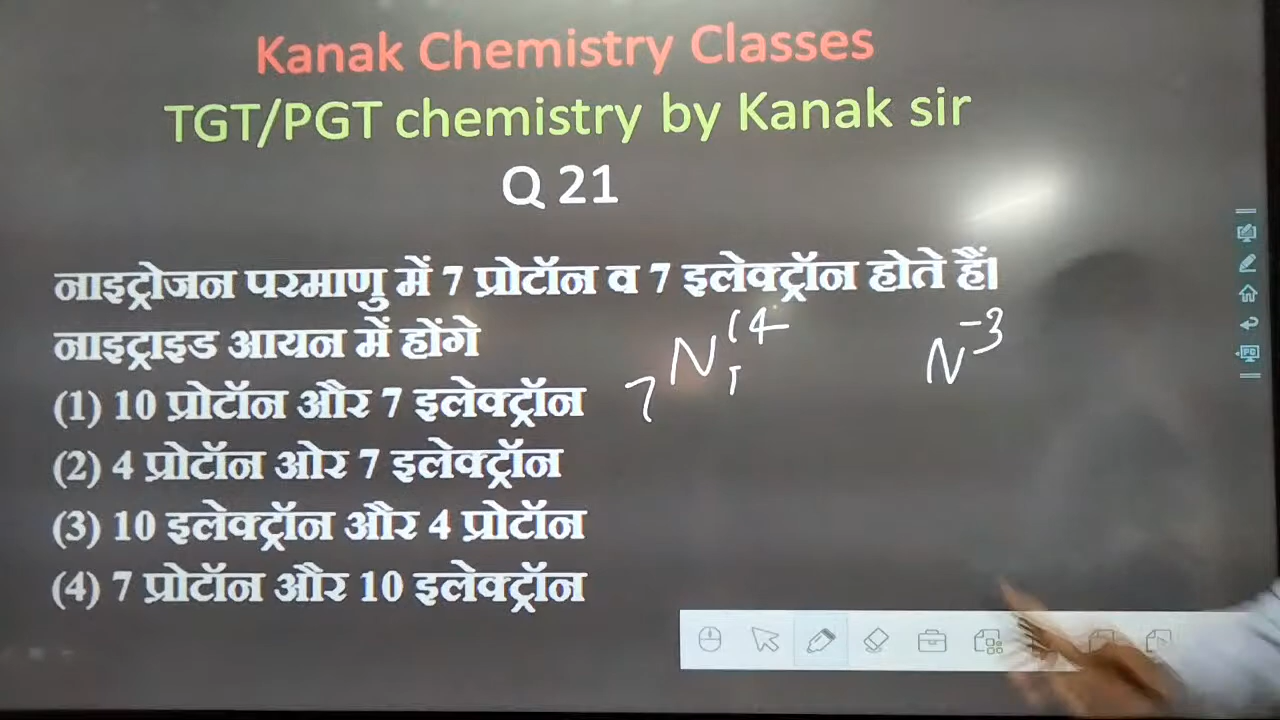 Kanak Chemistry Classes
TGT/PGT chemistry by Kanak sir
Q 21
नाइट्रोजन परमाणु में 7 प्रोटॉन व 7 इलेक्ट्रॉन होते हैं।
नाइट्राइड आयन में होंगे
(1) 10 प्रोटॉन और 7 इलेक्ट्रॉन
(2) 4 प्रोटॉन ओर 7 इलेक्ट्रॉन
(3) 10 इलेक्ट्रॉन और 4 प्रोटॉन
(4) 7 प्रोटॉन और 10 इलेक्ट्रॉन
7 N 14
N -3